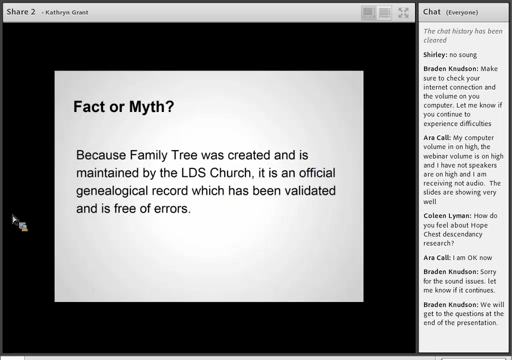 Share 2 - Kathryn Grant
Fact or Myth?
Because Family Tree was created and is
maintained by the LDS Church, it is an official
genealogical record which has been validated
and is free of errors.
Chat (Everyone)
The chat history has been
cleared
Shirley: no soung
Braden Knudson: Make
sure to check your
internet connection and
the volume on you
computer. Let me know if
you continue to
experience difficulties
Ara Call: My computer
volume in on high, the
webinar volume is on high
and I have not speakers
are on high and I am
receiving not audio. The
slides are showing very
well
Coleen Lyman: How do
you feel about Hope
Chest descendancy
research?
Ara Call: I am OK now
Braden Knudson: Sorry
for the sound issues. let
me know if it continues.
Braden Knudson: We will
get to the questions at the
end of the presentation.